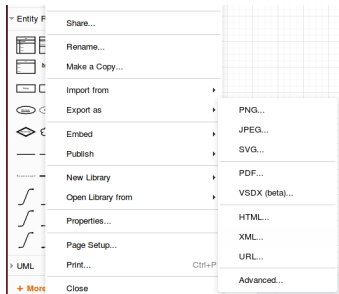 Entity
Share...
Rename...
Make a Copy...
Import from
Export as
Embed
Publish
New Library
Open Library from
Properties...
Page Setup...
Print... Ctrl+P
Close
PNG...
JPEG...
SVG...
PDF...
VSDX (beta)...
HTML...
XML...
URL...
Advanced...
UML
+ More